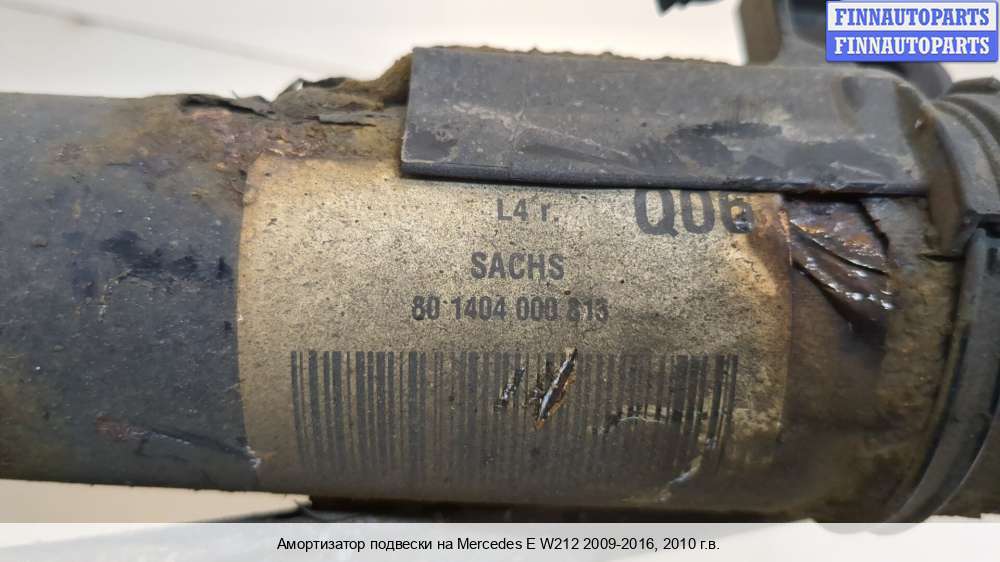 FINNAUTOPARTS
FINNAUTOPARTS
L4 r.
Q06
SACHS
80 1404 000 813
Амортизатор подвески на Mercedes E W212 2009-2016, 2010 г.в.